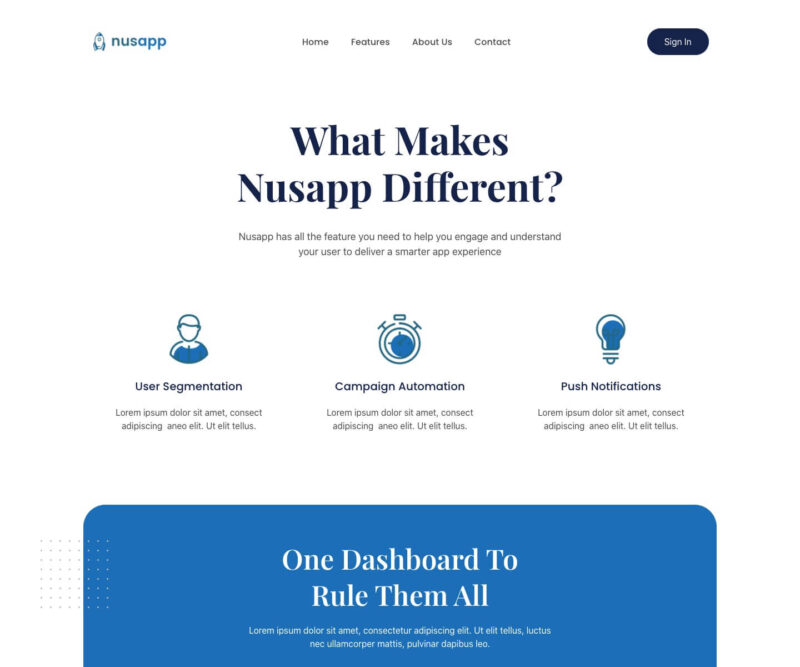 nusapp
Home Features About Us Contact
Sign In
What Makes
Nusapp Different?
Nusapp has all the feature you need to help you engage and understand
your user to deliver a smarter app experience
User Segmentation
Lorem ipsum dolor sit amet, consect
adipiscing aneo elit. Ut elit tellus.
Campaign Automation
Lorem ipsum dolor sit amet, consect
adipiscing aneo elit. Ut elit tellus.
Push Notifications
Lorem ipsum dolor sit amet, consect
adipiscing aneo elit. Ut elit tellus.
One Dashboard To
Rule Them All
Lorem ipsum dolor sit amet, consectetur adipiscing elit. Ut elit tellus, luctus
nec ullamcorper mattis, pulvinar dapibus leo.